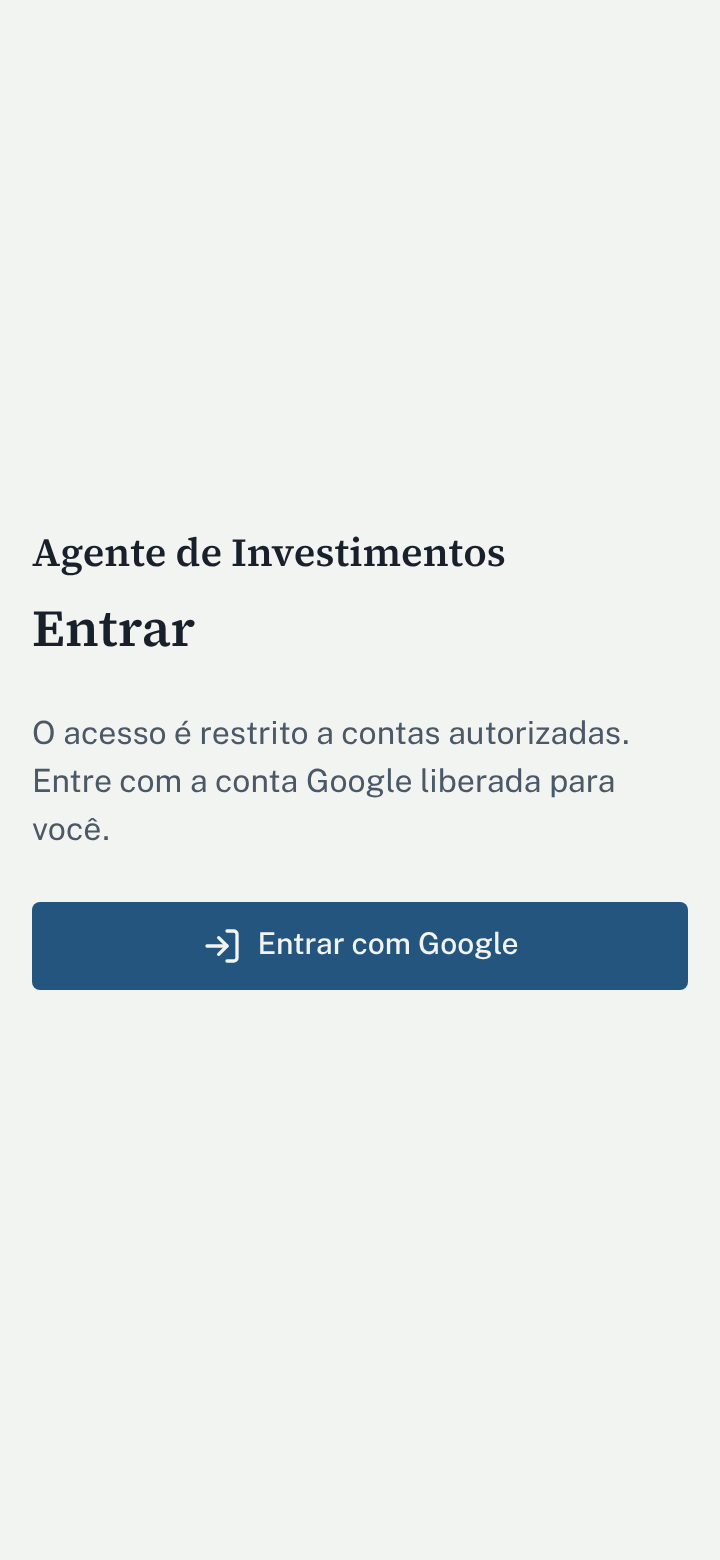 Agente de Investimentos
Entrar
O acesso é restrito a contas autorizadas.
Entre com a conta Google liberada para
você.
Entrar com Google